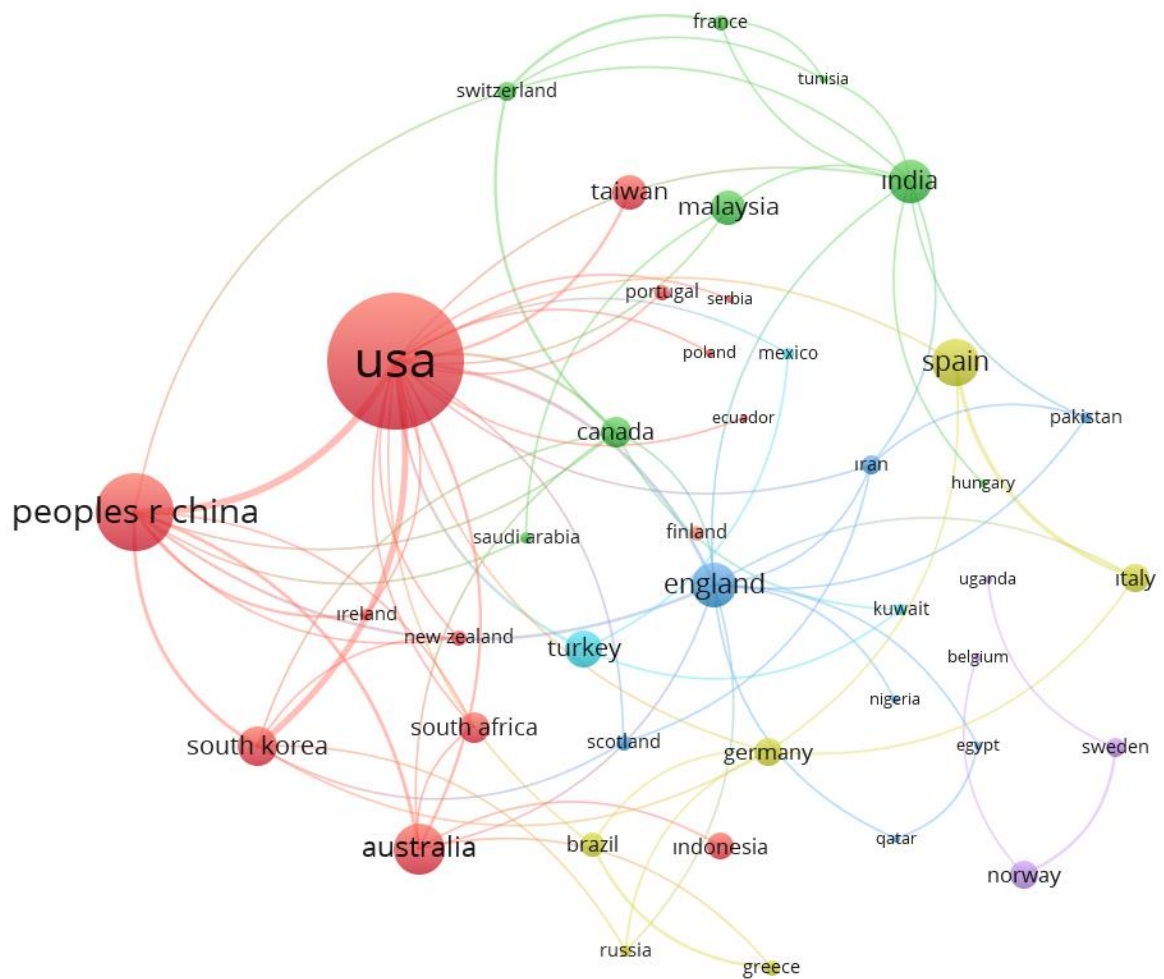 france
tunisia
switzerland
ındia
taiwan
malaysia
portugal
serbia
usa
poland
mexico
spain
ecuador
pakistan
canada
ıran
hungary
peoples r china
saudi arabia
finland
england
uganda
ıtaly
ıreland
kuwait
new zealand
turkey
belgium
nigeria
south africa
south korea
scotland
germany
egypt
sweden
australia
brazil
ındonesia
qatar
norway
russia
greece